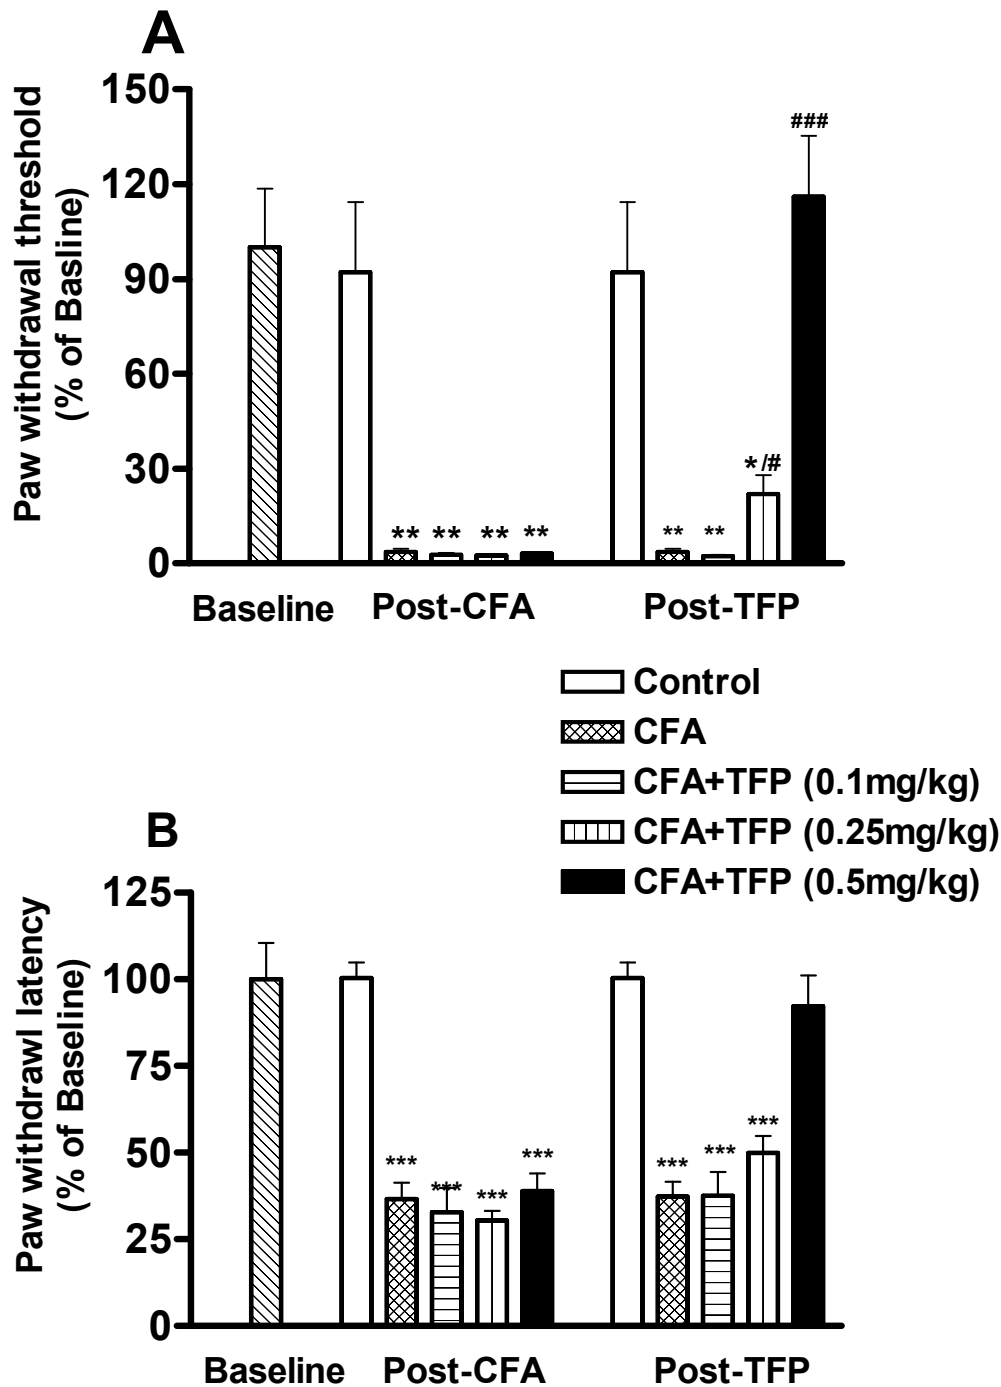 A
Paw withdrawal threshold
(% of Basline)
150
120
90
60
30
0
###
*/#
** ** ** **
** **
Baseline Post-CFA Post-TFP
Control
CFA
CFA+TFP (0.1mg/kg)
CFA+TFP (0.25mg/kg)
CFA+TFP (0.5mg/kg)
B
Paw withdrawl latency
(% of Baseline)
125
100
75
50
25
0
*** *** *** ***
*** *** ***
Baseline Post-CFA Post-TFP